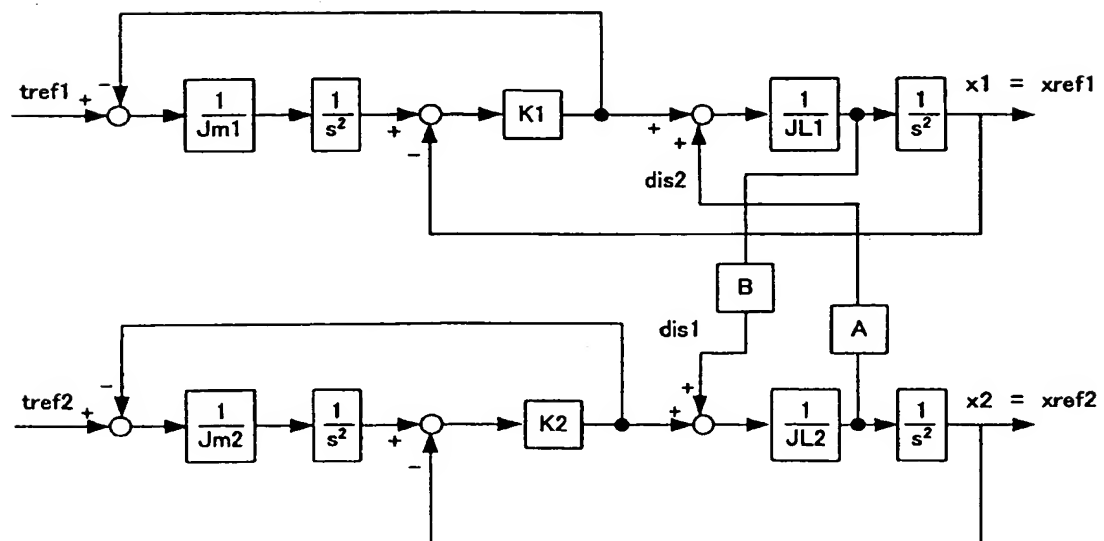 tref1
+
−
1
Jm1
1
s²
+
−
K1
+
+
dis2
1
JL1
1
s²
x1 = xref1
B
A
dis1
tref2
+
−
1
Jm2
1
s²
+
−
K2
+
+
1
JL2
1
s²
x2 = xref2